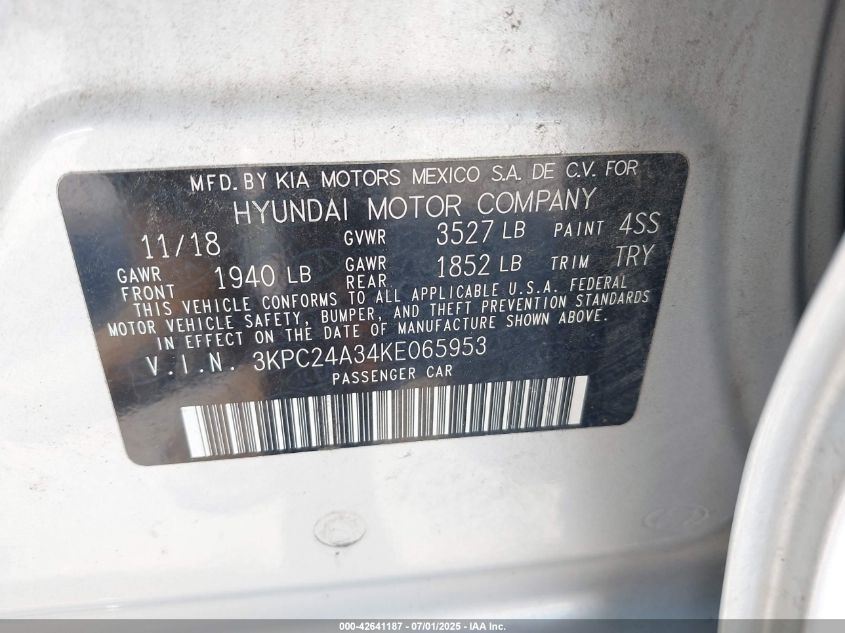 MFD. BY KIA MOTORS MEXICO S.A. DE C.V. FOR
HYUNDAI MOTOR COMPANY
11/18 GVWR 3527 LB PAINT 4SS
GAWR FRONT 1940 LB GAWR REAR 1852 LB TRIM TRY
THIS VEHICLE CONFORMS TO ALL APPLICABLE U.S.A. FEDERAL
MOTOR VEHICLE SAFETY, BUMPER, AND THEFT PREVENTION STANDARDS
IN EFFECT ON THE DATE OF MANUFACTURE SHOWN ABOVE.
V.I.N. 3KPC24A34KE065953
PASSENGER CAR
000-42641187 - 07/01/2025 - IAA Inc.